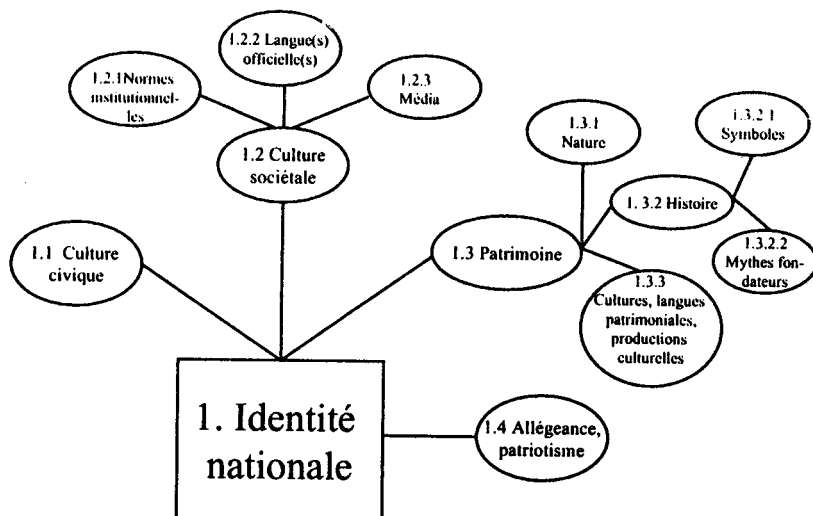 1.2.2 Langue(s)
officielle(s)
1.2.1Normes
institutionnel-
les
1.2.3
Média
1.2 Culture
sociétale
1.3.1
Nature
1.3.2 1
Symboles
1. 3.2 Histoire
1.1 Culture
civique
1.3 Patrimoine
1.3.2.2
Mythes fon-
dateurs
1.3.3
Cultures, langues
patrimoniales,
productions
culturelles
1. Identité
nationale
1.4 Allégeance,
patriotisme